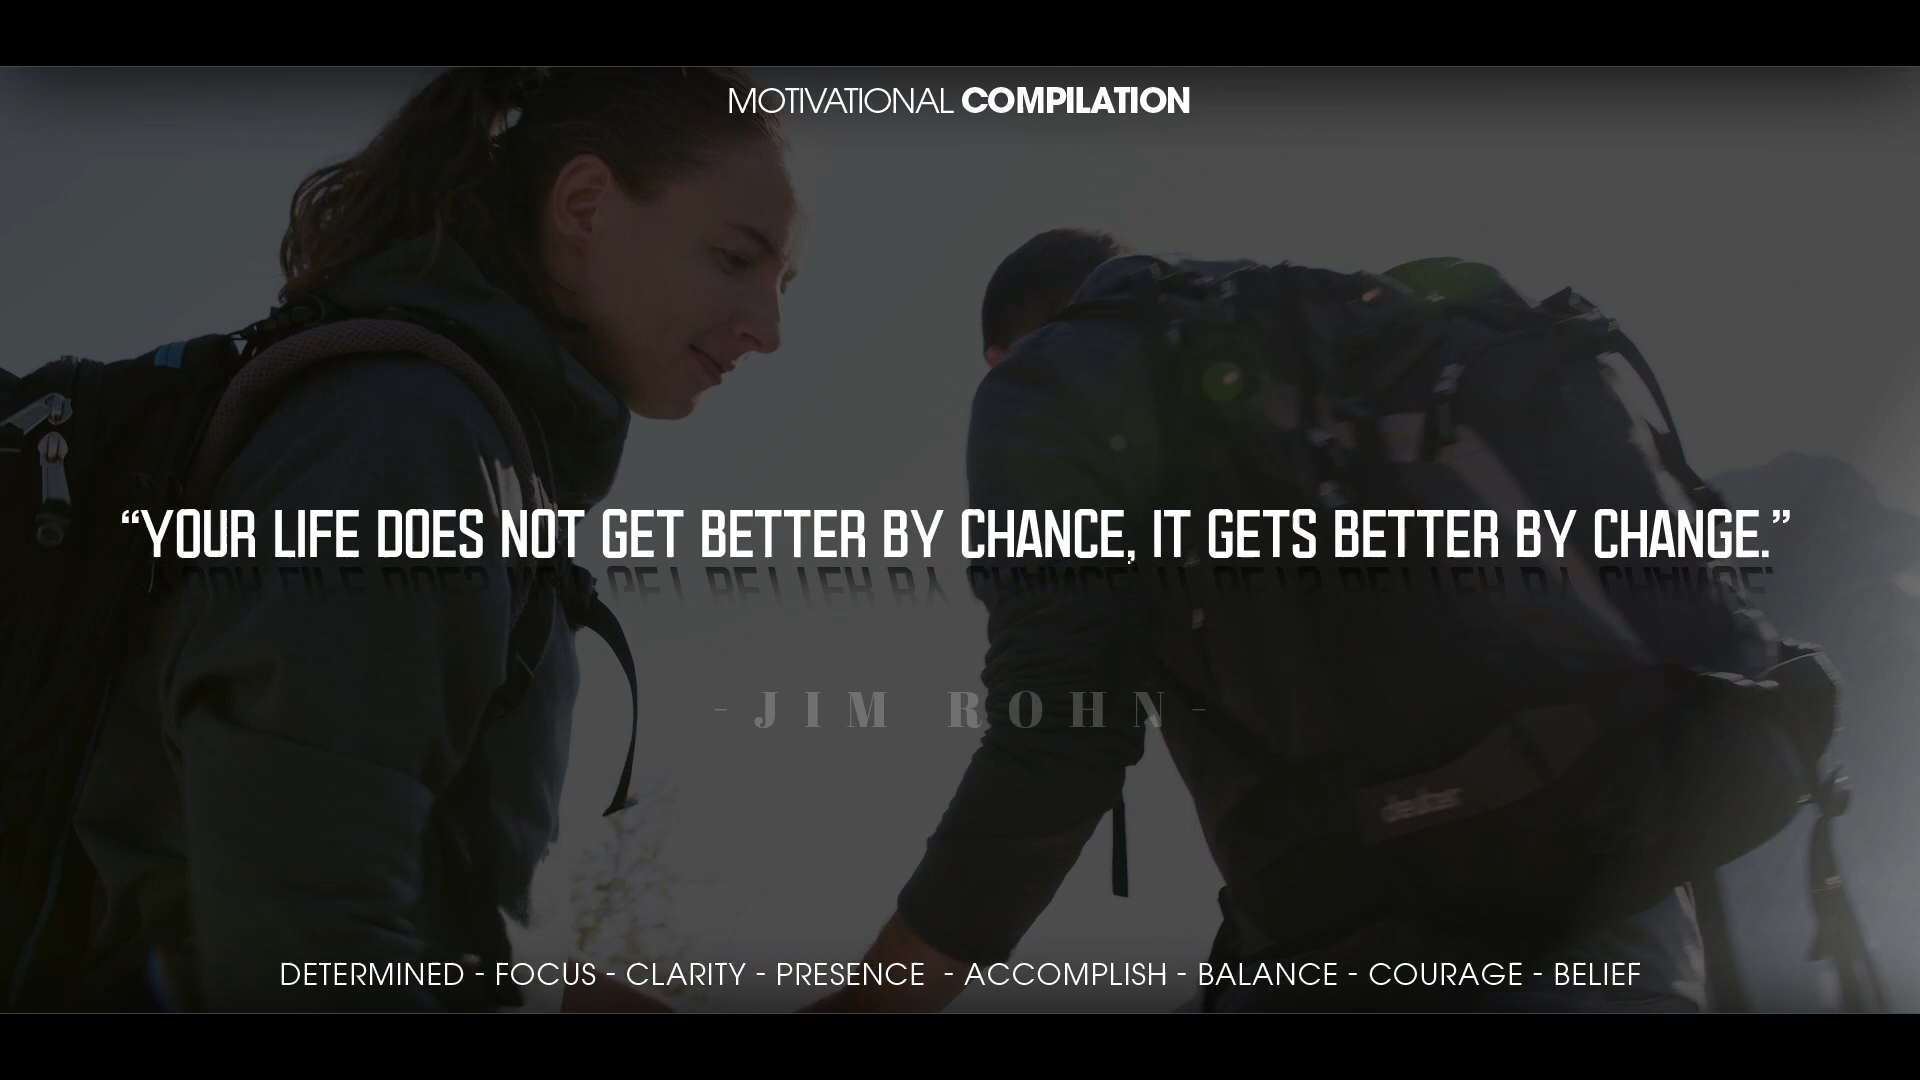 MOTIVATIONAL COMPILATION
“YOUR LIFE DOES NOT GET BETTER BY CHANCE, IT GETS BETTER BY CHANGE.”
- JIM ROHN -
deuter
DETERMINED - FOCUS - CLARITY - PRESENCE - ACCOMPLISH - BALANCE - COURAGE - BELIEF